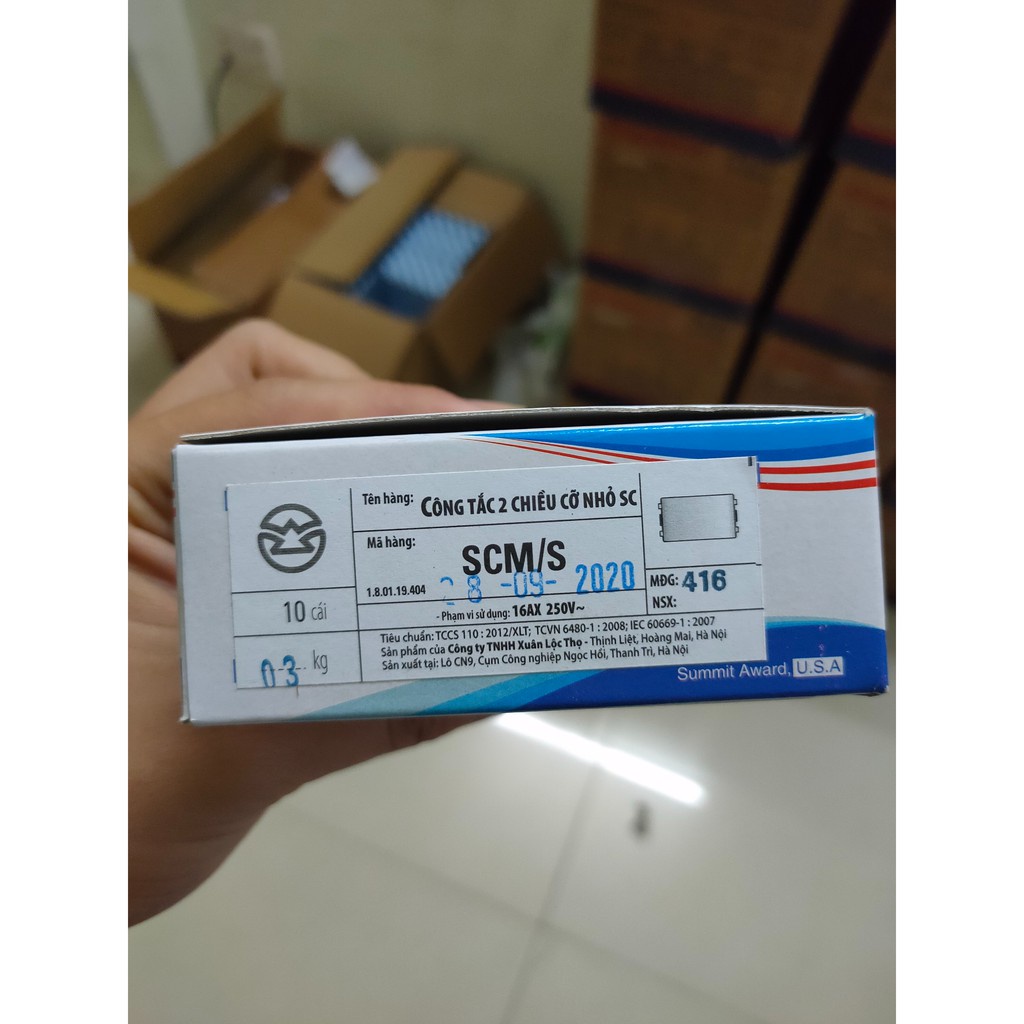 Tên hàng: CÔNG TẮC 2 CHIỀU CỠ NHỎ SC
Mã hàng: SCM/S
1.8.01.19.404
28 -09- 2020
MĐG: 416
NSX:
10 cái
- Phạm vi sử dụng: 16AX 250V~
0.3 kg
Tiêu chuẩn: TCCS 110 : 2012/XLT; TCVN 6480-1 : 2008; IEC 60669-1 : 2007
Sản phẩm của Công ty TNHH Xuân Lộc Thọ - Thịnh Liệt, Hoàng Mai, Hà Nội
Sản xuất tại: Lô CN9, Cụm Công nghiệp Ngọc Hồi, Thanh Trì, Hà Nội
Summit Award, U.S.A